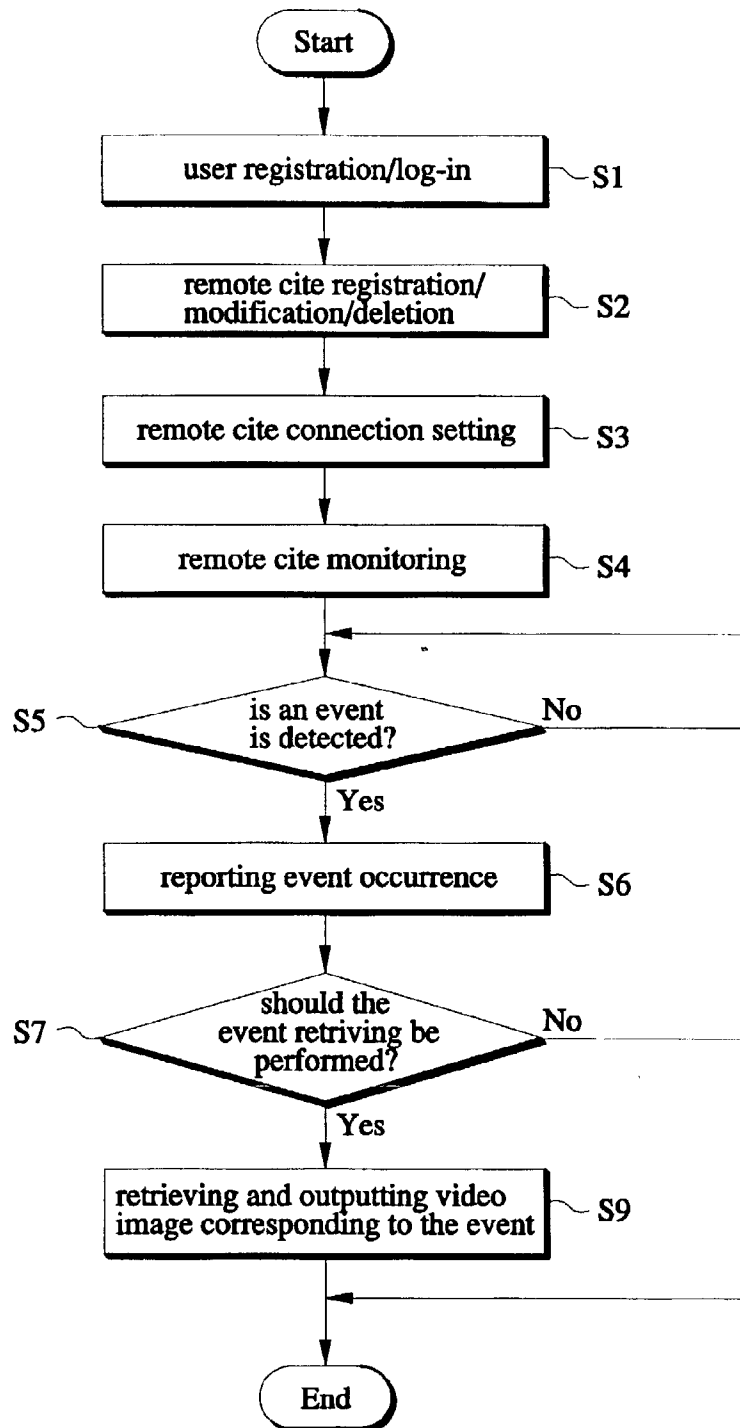 Start
user registration/log-in
S1
remote cite registration/
modification/deletion
S2
remote cite connection setting
S3
remote cite monitoring
S4
S5
is an event
is detected?
No
Yes
reporting event occurrence
S6
S7
should the
event retriving be
performed?
No
Yes
retrieving and outputting video
image corresponding to the event
S9
End